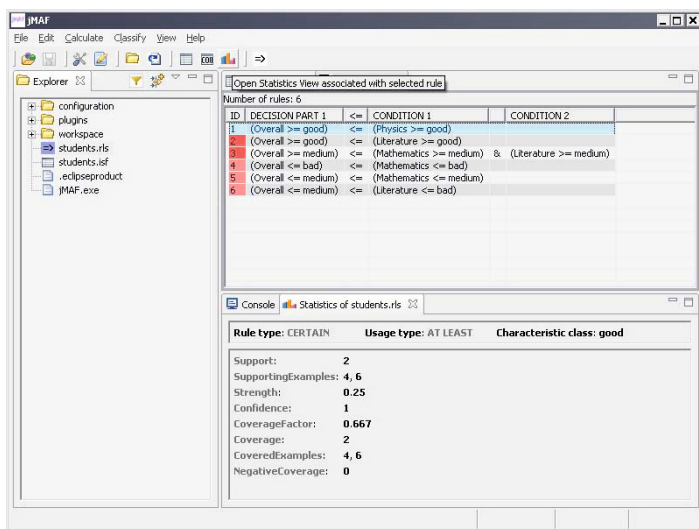 jMAF
File Edit Calculate Classify View Help
Explorer
Open Statistics View associated with selected rule
Number of rules: 6
ID DECISION PART 1 <= CONDITION 1 CONDITION 2
1 (Overall >= good) <= (Physics >= good)
2 (Overall >= good) <= (Literature >= good)
3 (Overall >= medium) <= (Mathematics >= medium) & (Literature >= medium)
4 (Overall <= bad) <= (Mathematics <= bad)
5 (Overall <= medium) <= (Mathematics <= medium)
6 (Overall <= medium) <= (Literature <= bad)
configuration
plugins
workspace
students.rls
students.isf
.eclipseproduct
jMAF.exe
Console Statistics of students.rls
Rule type: CERTAIN Usage type: AT LEAST Characteristic class: good
Support: 2
SupportingExamples: 4, 6
Strength: 0.25
Confidence: 1
CoverageFactor: 0.667
Coverage: 2
CoveredExamples: 4, 6
NegativeCoverage: 0